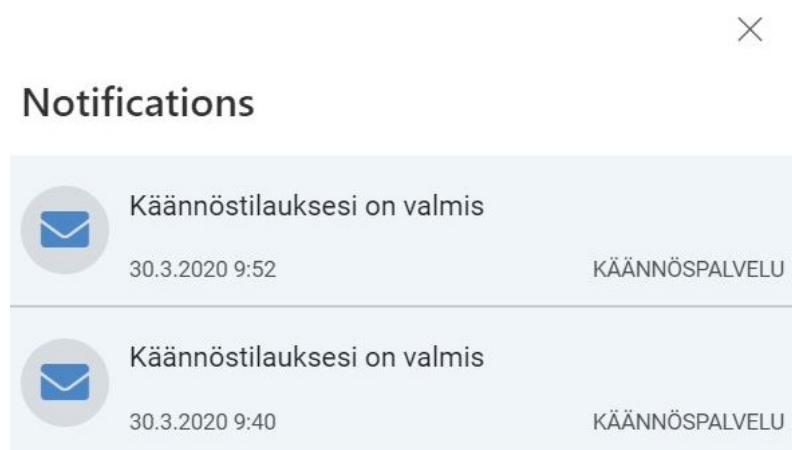 Notifications
Käännöstilauksesi on valmis
30.3.2020 9:52 KÄÄNNÖSPALVELU
Käännöstilauksesi on valmis
30.3.2020 9:40 KÄÄNNÖSPALVELU